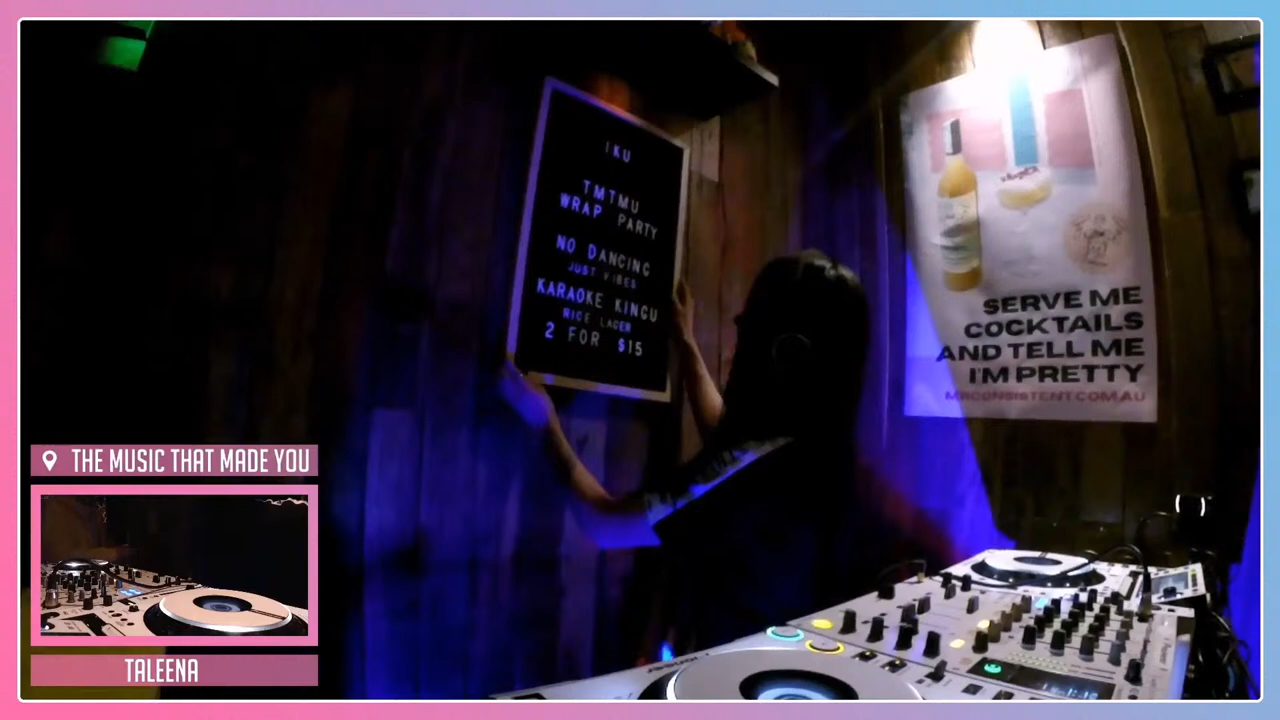 IKU
TMTMU
WRAP PARTY
NO DANCING
JUST VIBES
KARAOKE KINGU
RICE LAGER
2 FOR $15
SERVE ME
COCKTAILS
AND TELL ME
I'M PRETTY
MRCONSISTENT.COM.AU
THE MUSIC THAT MADE YOU
TALEENA